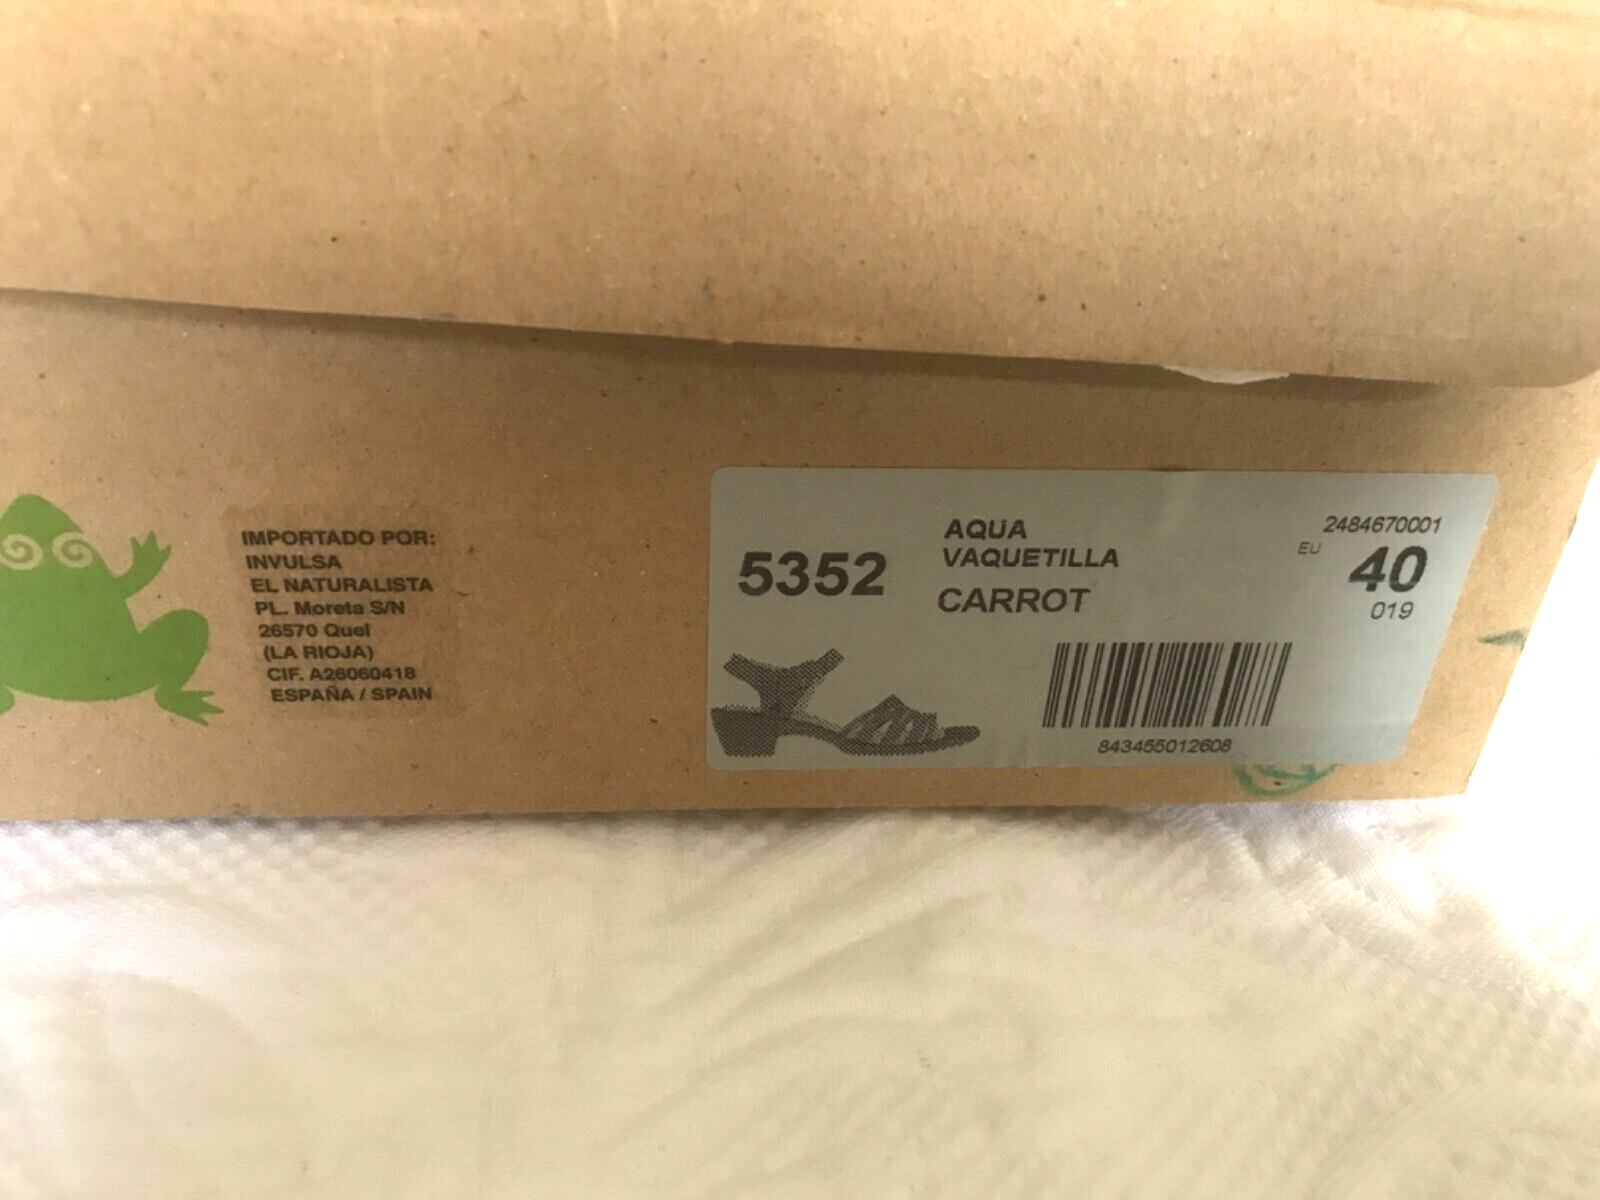 IMPORTADO POR:
INVULSA
EL NATURALISTA
PL. Moreta S/N
26570 Quel
(LA RIOJA)
CIF. A26060418
ESPAÑA / SPAIN
5352
AQUA
VAQUETILLA
CARROT
2484670001
EU 40
019
843455012608